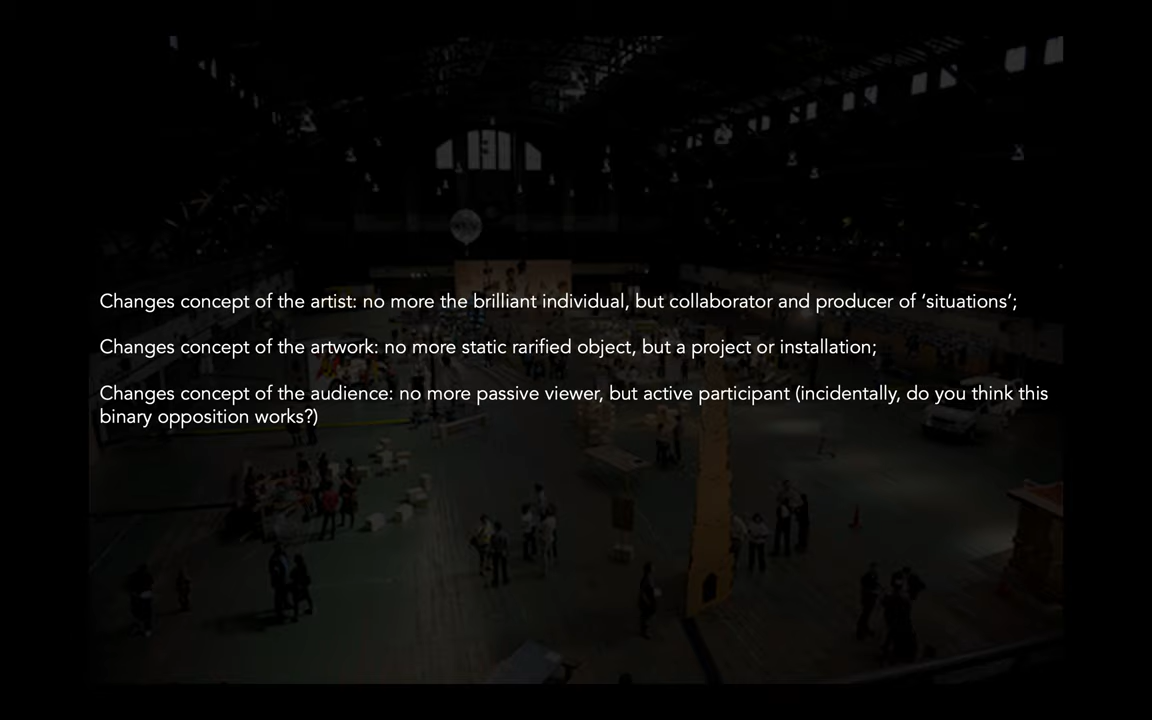 Changes concept of the artist: no more the brilliant individual, but collaborator and producer of ‘situations’;
Changes concept of the artwork: no more static rarified object, but a project or installation;
Changes concept of the audience: no more passive viewer, but active participant (incidentally, do you think this
binary opposition works?)